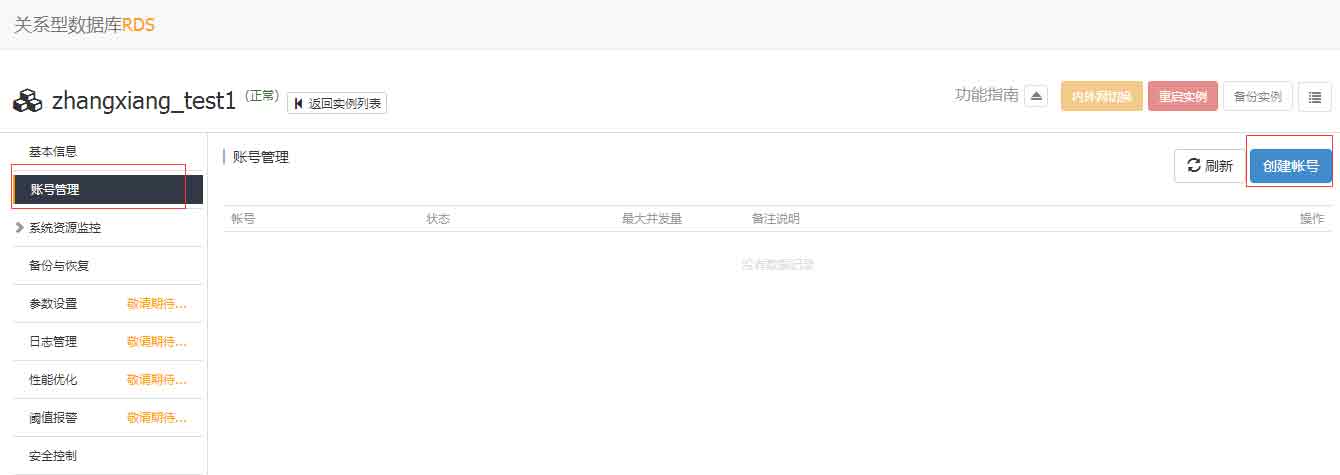 关系型数据库RDS
zhangxiang_test1 (正常) 返回实例列表 功能指南 内外网切换 重启实例 备份实例
基本信息
账号管理
系统资源监控
备份与恢复
参数设置 敬请期待...
日志管理 敬请期待...
性能优化 敬请期待...
阈值报警 敬请期待...
安全控制
账号管理 刷新 创建帐号
帐号 状态 最大并发量 备注说明 操作
没有数据记录